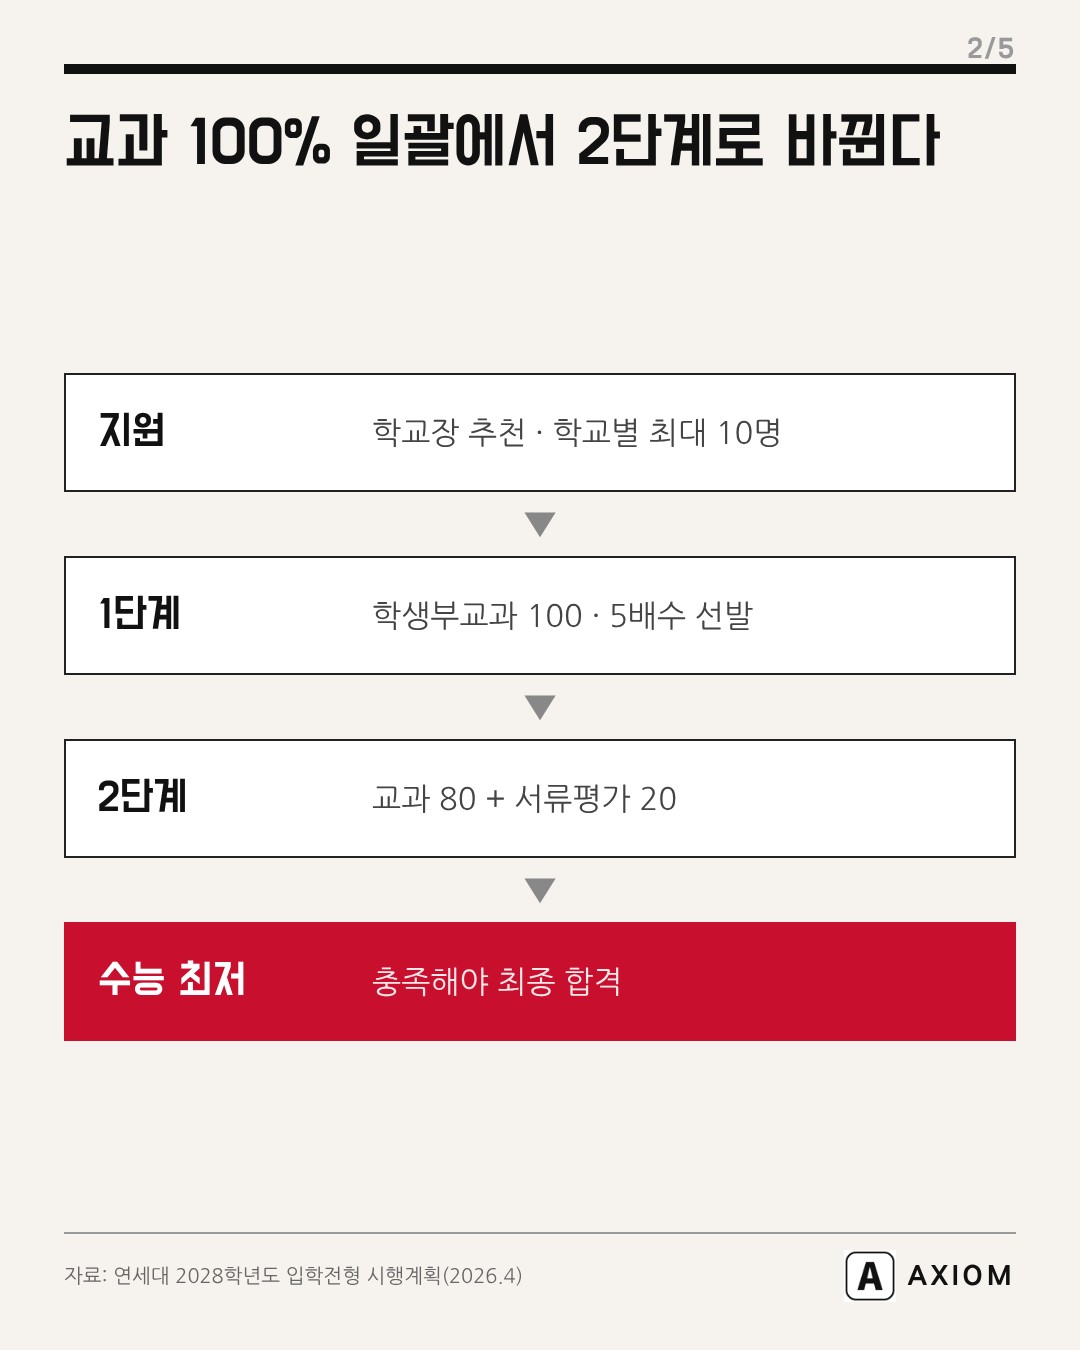 2/5
교과 100% 일괄에서 2단계로 바뀐다
지원 학교장 추천 · 학교별 최대 10명
1단계 학생부교과 100 · 5배수 선발
2단계 교과 80 + 서류평가 20
수능 최저 충족해야 최종 합격
자료: 연세대 2028학년도 입학전형 시행계획(2026.4)
A AXIOM